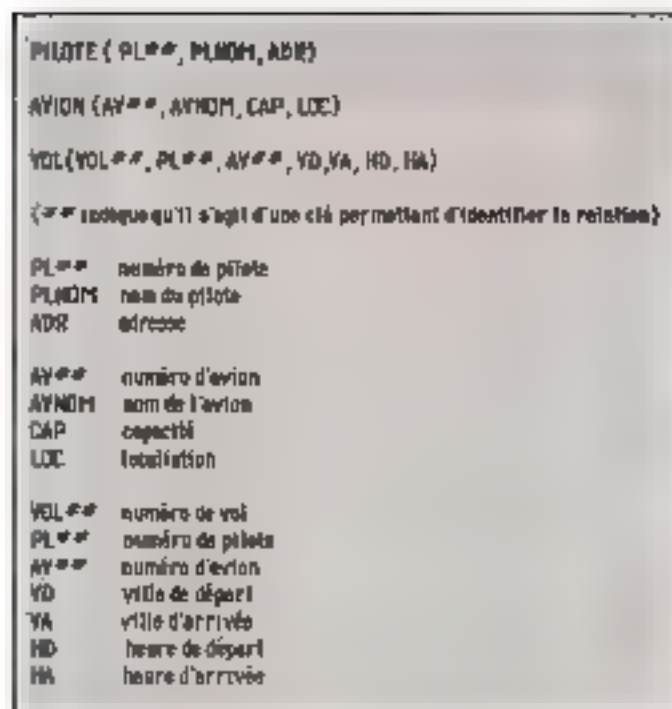 PILOTE ( PL##, PLNOM, ADR)
AVION (AV##, AVNOM, CAP, LOC)
VOL(VOL##, PL##, AV##, VD,VA, HD, HA)
(## indique qu'il s'agit d'une clé permettant d'identifier la relation)
PL## numéro de pilote
PLNOM nom du pilote
ADR adresse
AV## numéro d'avion
AVNOM nom de l'avion
CAP capacité
LOC localisation
VOL## numéro de vol
PL## numéro de pilote
AV## numéro d'avion
VD ville de départ
VA ville d'arrivée
HD heure de départ
HA heure d'arrivée